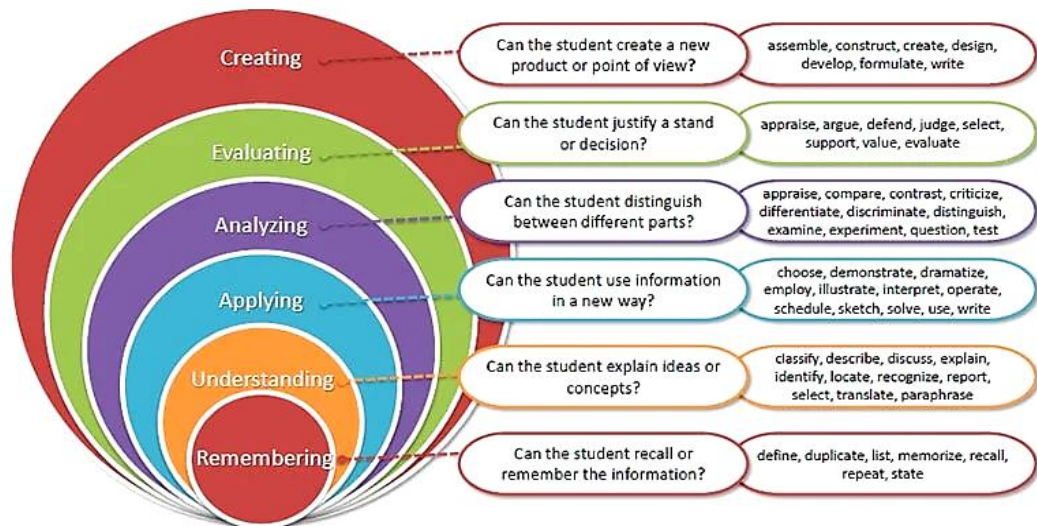 Creating
Can the student create a new
product or point of view?
assemble, construct, create, design,
develop, formulate, write
Evaluating
Can the student justify a stand
or decision?
appraise, argue, defend, judge, select,
support, value, evaluate
Analyzing
Can the student distinguish
between different parts?
appraise, compare, contrast, criticize,
differentiate, discriminate, distinguish,
examine, experiment, question, test
Applying
Can the student use information
in a new way?
choose, demonstrate, dramatize,
employ, illustrate, interpret, operate,
schedule, sketch, solve, use, write
Understanding
Can the student explain ideas or
concepts?
classify, describe, discuss, explain,
identify, locate, recognize, report,
select, translate, paraphrase
Remembering
Can the student recall or
remember the information?
define, duplicate, list, memorize, recall,
repeat, state